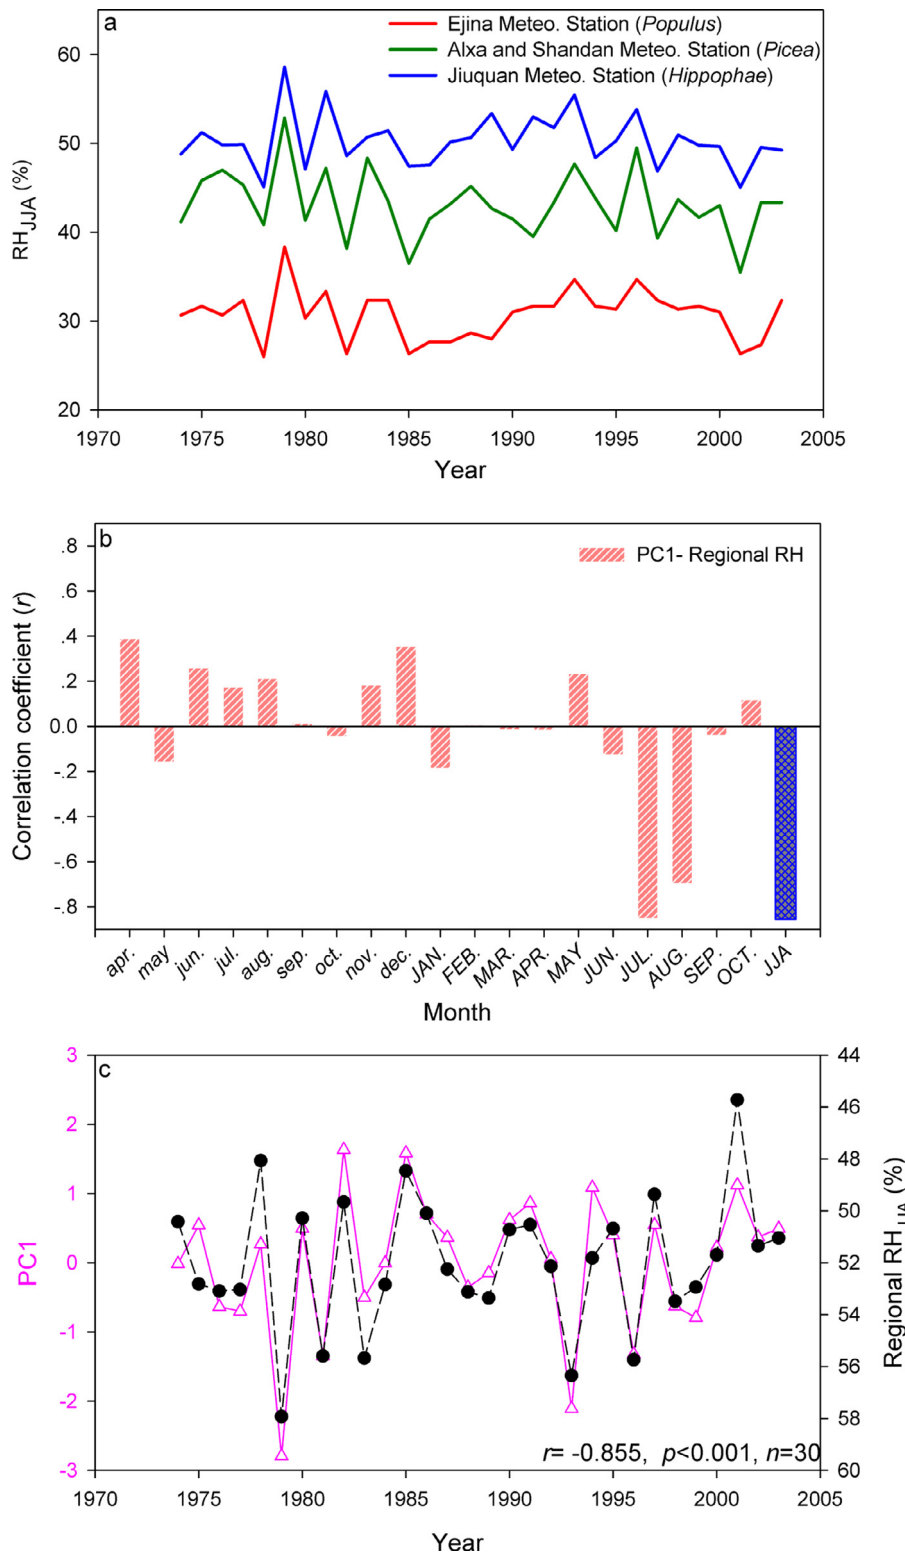 a
Ejina Meteo. Station (Populus)
Alxa and Shandan Meteo. Station (Picea)
Jiuquan Meteo. Station (Hippophae)
60
50
40
30
20
RHJJA (%)
1970 1975 1980 1985 1990 1995 2000 2005
Year
b
PC1- Regional RH
.8
.6
.4
.2
0.0
-.2
-.4
-.6
-.8
Correlation coefficient (r)
apr. may jun. jul. aug. sep. oct. nov. dec. JAN. FEB. MAR. APR. MAY JUN. JUL. AUG. SEP. OCT. JJA
Month
c
3
2
1
0
-1
-2
-3
PC1
44
46
48
50
52
54
56
58
60
Regional RHJJA (%)
r= -0.855, p<0.001, n=30
1970 1975 1980 1985 1990 1995 2000 2005
Year